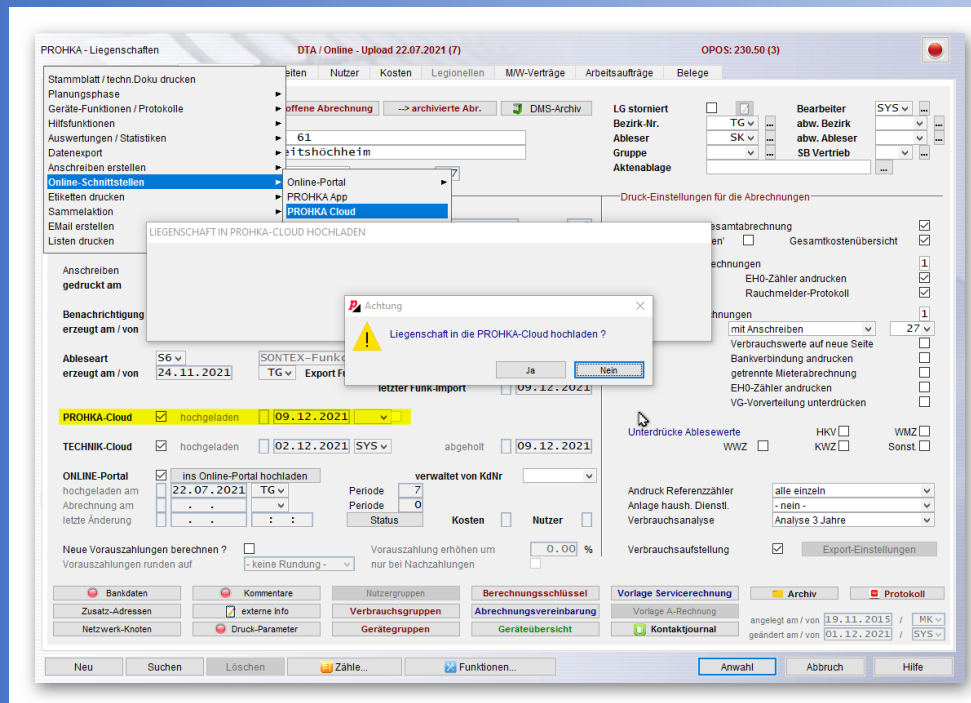 PROHKA - Liegenschaften DTA / Online - Upload 22.07.2021 (7) OPOS: 230.50 (3)
eiten Nutzer Kosten Legionellen M/W-Verträge Arbeitsaufträge Belege
Stammblatt / techn.Doku drucken
Planungsphase
Geräte-Funktionen / Protokolle
Hilfsfunktionen
Auswertungen / Statistiken
Datenexport
Anschreiben erstellen
Online-Schnittstellen
Etiketten drucken
Sammelaktion
EMail erstellen
Listen drucken
Online-Portal
PROHKA App
PROHKA Cloud
offene Abrechnung --> archivierte Abr. DMS-Archiv
61
eitshöchheim
7
LG storniert Bearbeiter SYS ...
Bezirk-Nr. TG ... abw. Bezirk ...
Ableser SK ... abw. Ableser ...
Gruppe ... SB Vertrieb ...
Aktenablage ...
Druck-Einstellungen für die Abrechnungen
esamtabrechnung
en' Gesamtkostenübersicht
echnungen 1
EH0-Zähler andrucken
Rauchmelder-Protokoll
hnungen 1
mit Anschreiben 27
Verbrauchswerte auf neue Seite
Bankverbindung andrucken
getrennte Mieterabrechnung
EH0-Zähler andrucken
VG-Vorverteilung unterdrücken
LIEGENSCHAFT IN PROHKA-CLOUD HOCHLADEN
Achtung
Liegenschaft in die PROHKA-Cloud hochladen ?
Ja Nein
Anschreiben
gedruckt am
Benachrichtigung
erzeugt am / von
Ableseart S6 SONTEX-Funk
erzeugt am / von 24.11.2021 TG Export F
letzter Funk-Import 09.12.2021
PROHKA-Cloud hochgeladen 09.12.2021
TECHNIK-Cloud hochgeladen 02.12.2021 SYS abgeholt 09.12.2021
ONLINE-Portal ins Online-Portal hochladen verwaltet von KdNr
hochgeladen am 22.07.2021 TG Periode 7
Abrechnung am . . Periode 0
letzte Änderung . . : : Status Kosten Nutzer
Neue Vorauszahlungen berechnen ? Vorauszahlung erhöhen um 0.00 %
Vorauszahlungen runden auf - keine Rundung - nur bei Nachzahlungen
Unterdrücke Ablesewerte HKV WMZ
WWZ KWZ Sonst.
Andruck Referenzzähler alle einzeln
Anlage haush. Dienstl. - nein -
Verbrauchsanalyse Analyse 3 Jahre
Verbrauchsaufstellung Export-Einstellungen
Bankdaten Kommentare Nutzergruppen Berechnungsschlüssel Vorlage Servicerechnung Archiv Protokoll
Zusatz-Adressen externe Info Verbrauchsgruppen Abrechnungsvereinbarung Vorlage A-Rechnung
Netzwerk-Knoten Druck-Parameter Gerätegruppen Geräteübersicht Kontaktjournal
angelegt am / von 19.11.2015 / MK
geändert am / von 01.12.2021 / SYS
Neu Suchen Löschen Zähle... Funktionen... Anwahl Abbruch Hilfe